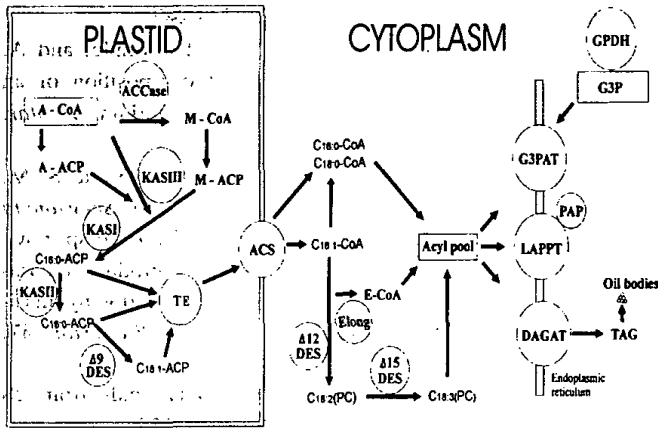 PLASTID
CYTOPLASM
GPDH
G3P
ACCase
A - CoA
M - CoA
A - ACP
KASIII
M - ACP
KASI
C16:0-ACP
KASII
C18:0-ACP
TE
Δ9
DES
C18:1-ACP
ACS
C16:0-CoA
C18:0-CoA
C18:1-CoA
E-CoA
Elong
Δ12
DES
Δ15
DES
C18:2(PC)
C18:3(PC)
Acyl pool
G3PAT
PAP
LAPPT
DAGAT
Oil bodies
TAG
Endoplasmic
reticulum